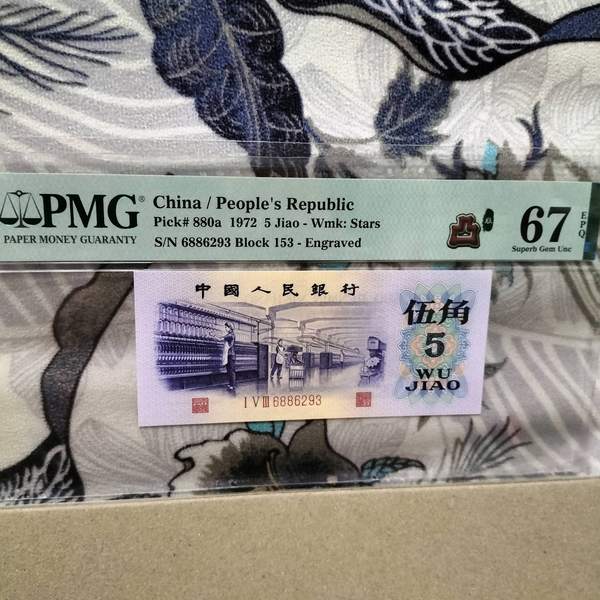 PMG®
PAPER MONEY GUARANTY
China / People's Republic
Pick# 880a 1972 5 Jiao - Wmk: Stars
S/N 6886293 Block 153 - Engraved
凸
67 EPQ
Superb Gem Unc
中國人民銀行
伍角
5
WU
JIAO
I V III 6886293